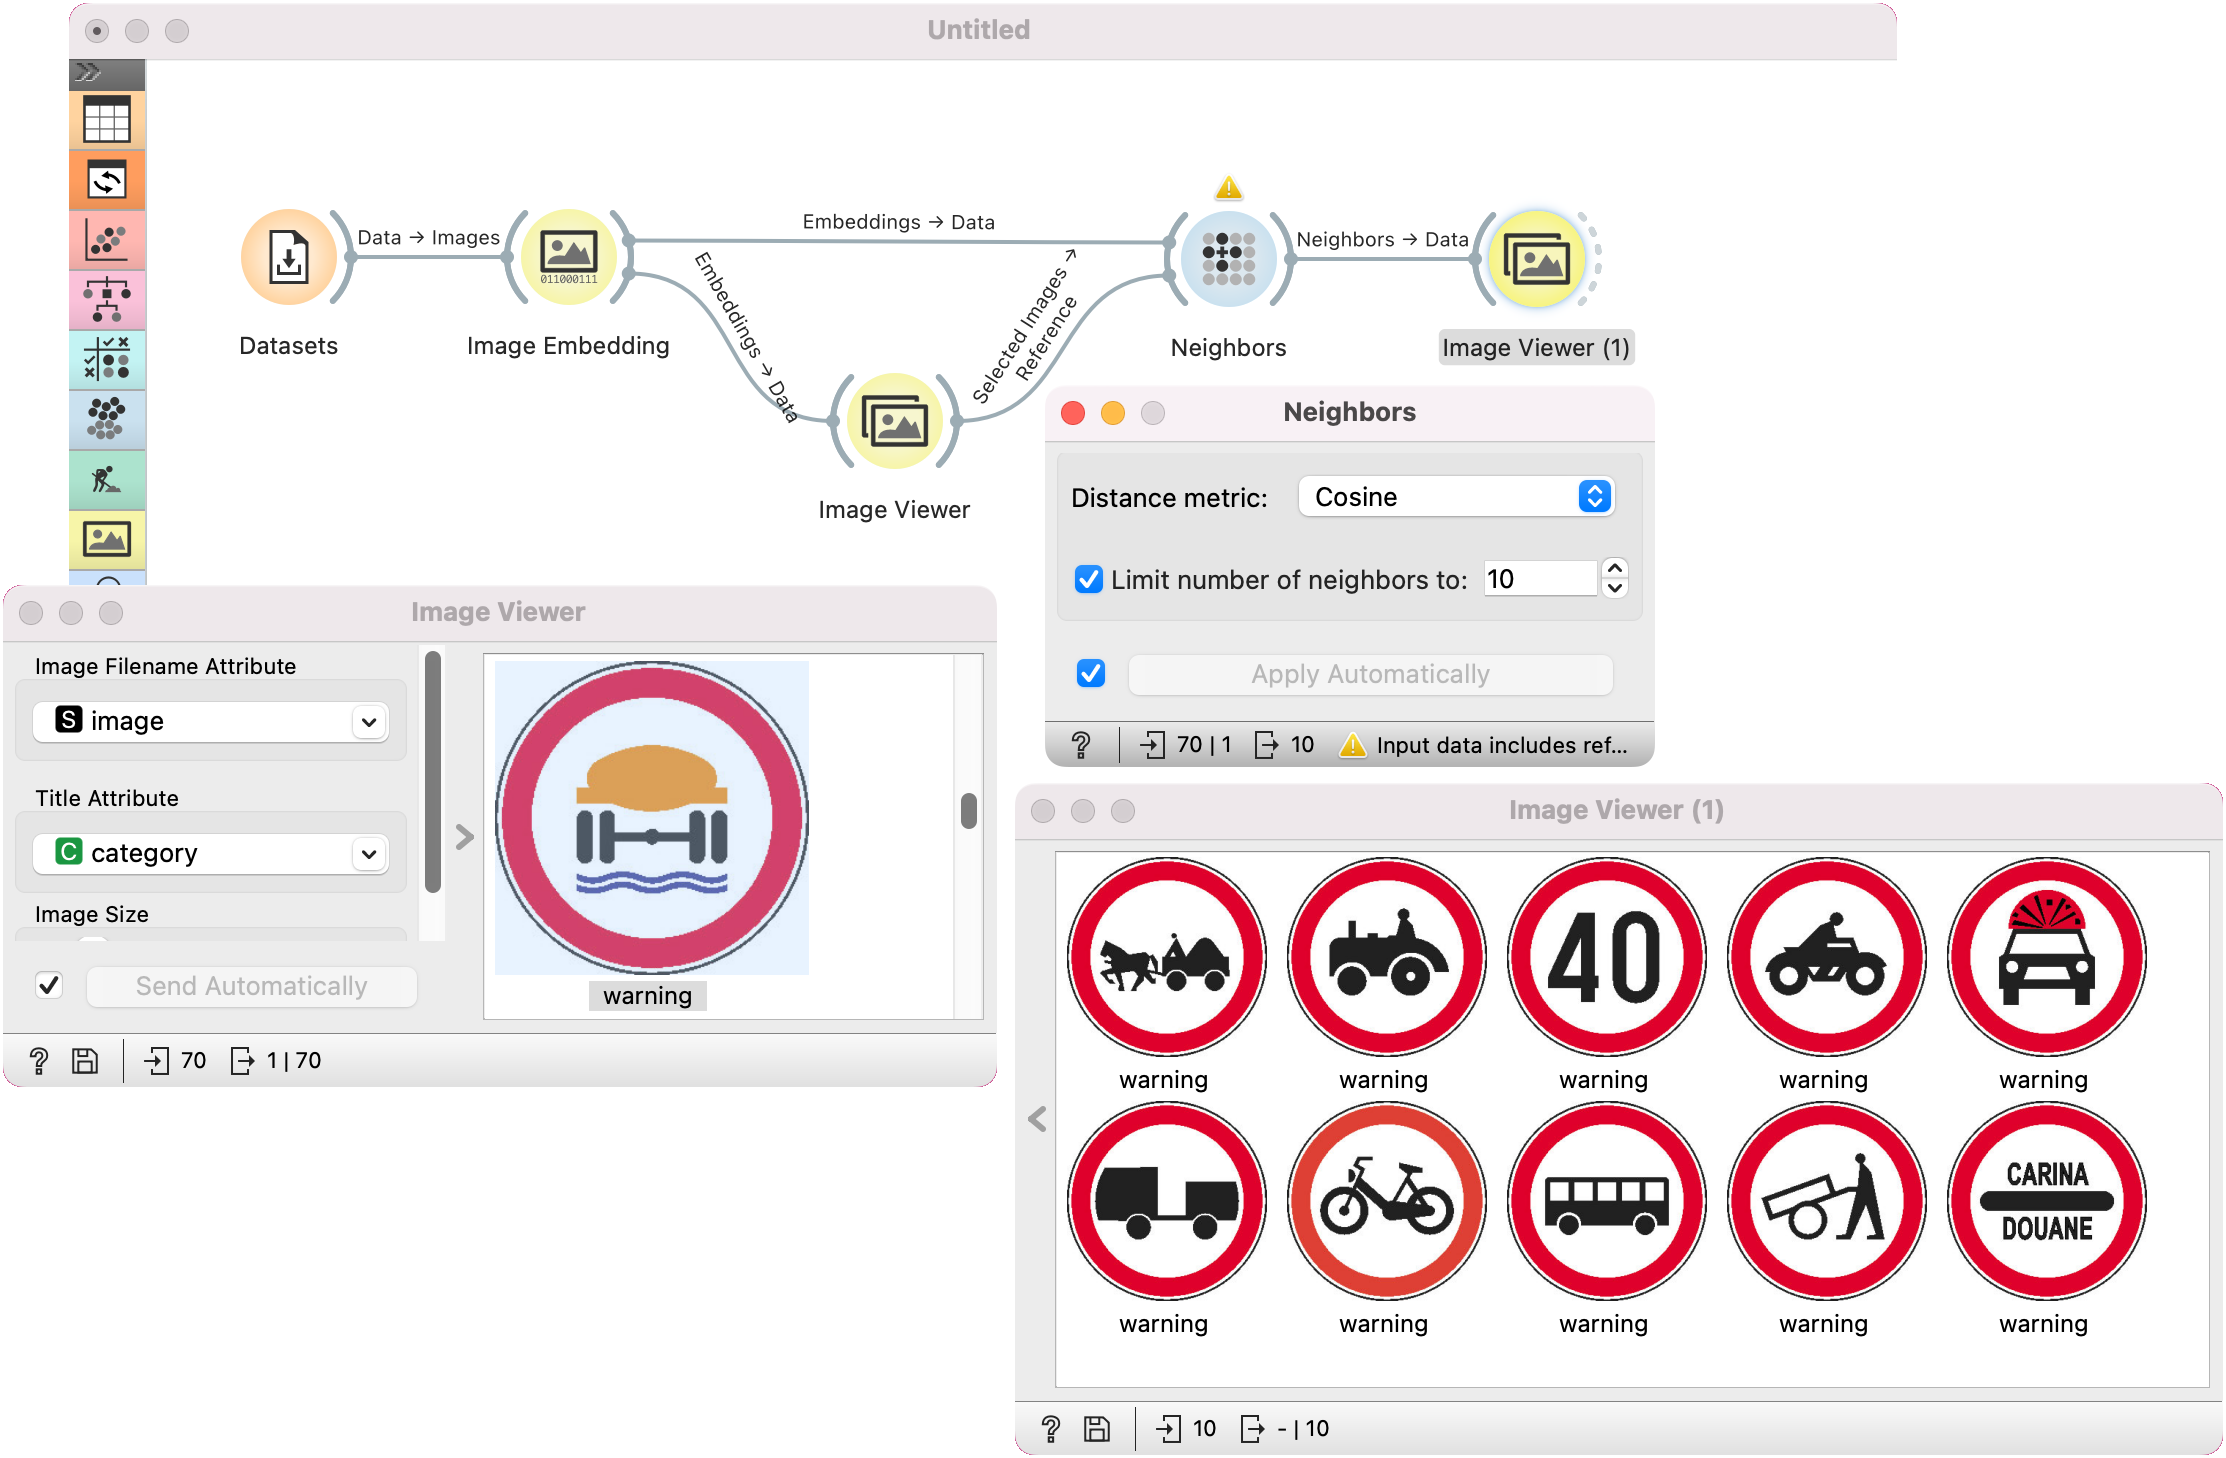 Untitled
Data → Images
Embeddings → Data
Embeddings → Data
Selected Images →
Reference
Neighbors → Data
011000111
Datasets
Image Embedding
Image Viewer
Neighbors
Image Viewer (1)
Neighbors
Distance metric: Cosine
Limit number of neighbors to: 10
Apply Automatically
? 70 | 1 10 Input data includes ref...
Image Viewer
Image Filename Attribute
S image
Title Attribute
C category
Image Size
Send Automatically
warning
? 70 1 | 70
Image Viewer (1)
40
warning warning warning warning warning
CARINA
DOUANE
warning warning warning warning warning
? 10 - | 10